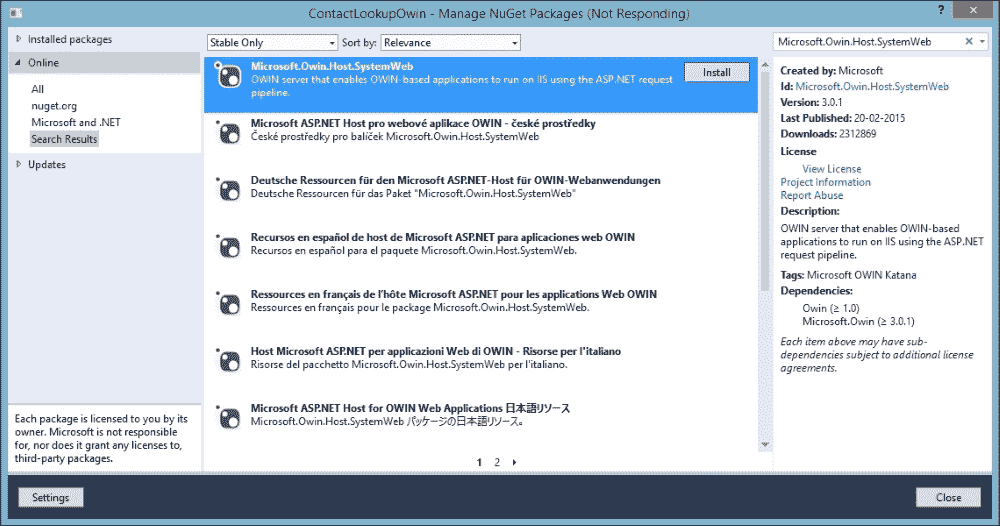 ContactLookupOwin - Manage NuGet Packages (Not Responding)
? x
Installed packages
Online
All
nuget.org
Microsoft and .NET
Search Results
Updates
Each package is licensed to you by its
owner. Microsoft is not responsible
for, nor does it grant any licenses to,
third-party packages.
Stable Only
Sort by: Relevance
Microsoft.Owin.Host.SystemWeb
OWIN server that enables OWIN-based applications to run on IIS using the ASP.NET request
pipeline.
Install
Microsoft ASP.NET Host pro webové aplikace OWIN - české prostředky
České prostředky pro balíček Microsoft.Owin.Host.SystemWeb
Deutsche Ressourcen für den Microsoft ASP.NET-Host für OWIN-Webanwendungen
Deutsche Ressourcen für das Paket "Microsoft.Owin.Host.SystemWeb"
Recursos en español de host de Microsoft ASP.NET para aplicaciones web OWIN
Recursos en español para el paquete Microsoft.Owin.Host.SystemWeb.
Ressources en français de l’hôte Microsoft ASP.NET pour les applications Web OWIN
Ressources en français pour le package Microsoft.Owin.Host.SystemWeb.
Host Microsoft ASP.NET per applicazioni Web di OWIN - Risorse per l'italiano
Risorse del pacchetto Microsoft.Owin.Host.SystemWeb per l'italiano.
Microsoft ASP.NET Host for OWIN Web Applications 日本語リソース
Microsoft.Owin.Host.SystemWeb パッケージの日本語リソース。
1 2
Microsoft.Owin.Host.SystemWeb
Created by: Microsoft
Id: Microsoft.Owin.Host.SystemWeb
Version: 3.0.1
Last Published: 20-02-2015
Downloads: 2312869
License
View License
Project Information
Report Abuse
Description:
OWIN server that enables OWIN-based
applications to run on IIS using the ASP.NET
request pipeline.
Tags: Microsoft OWIN Katana
Dependencies:
Owin (≥ 1.0)
Microsoft.Owin (≥ 3.0.1)
Each item above may have sub-
dependencies subject to additional license
agreements.
Settings
Close